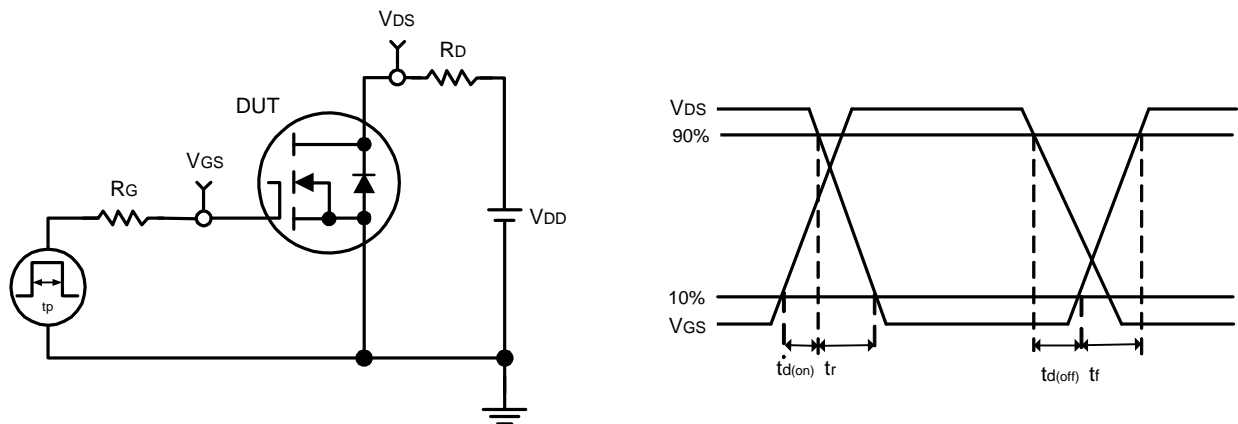 VDS
RD
DUT
VGS
RG
VDD
tp
VDS
90%
10%
VGS
td(on) tr
td(off) tf